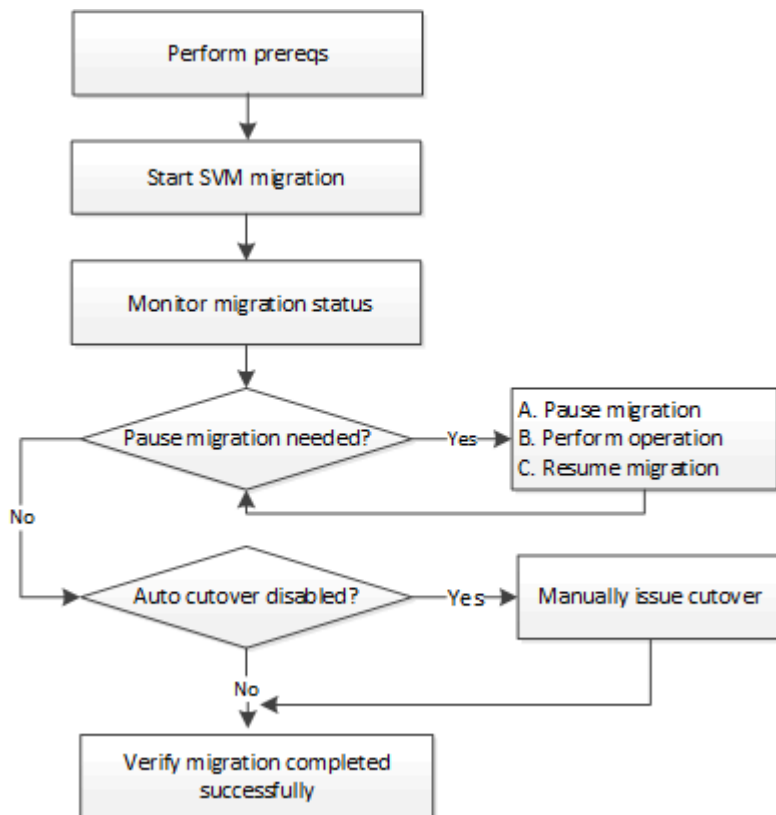 Perform prereqs
Start SVM migration
Monitor migration status
Pause migration needed?
Yes
A. Pause migration
B. Perform operation
C. Resume migration
No
Auto cutover disabled?
Yes
Manually issue cutover
No
Verify migration completed
successfully